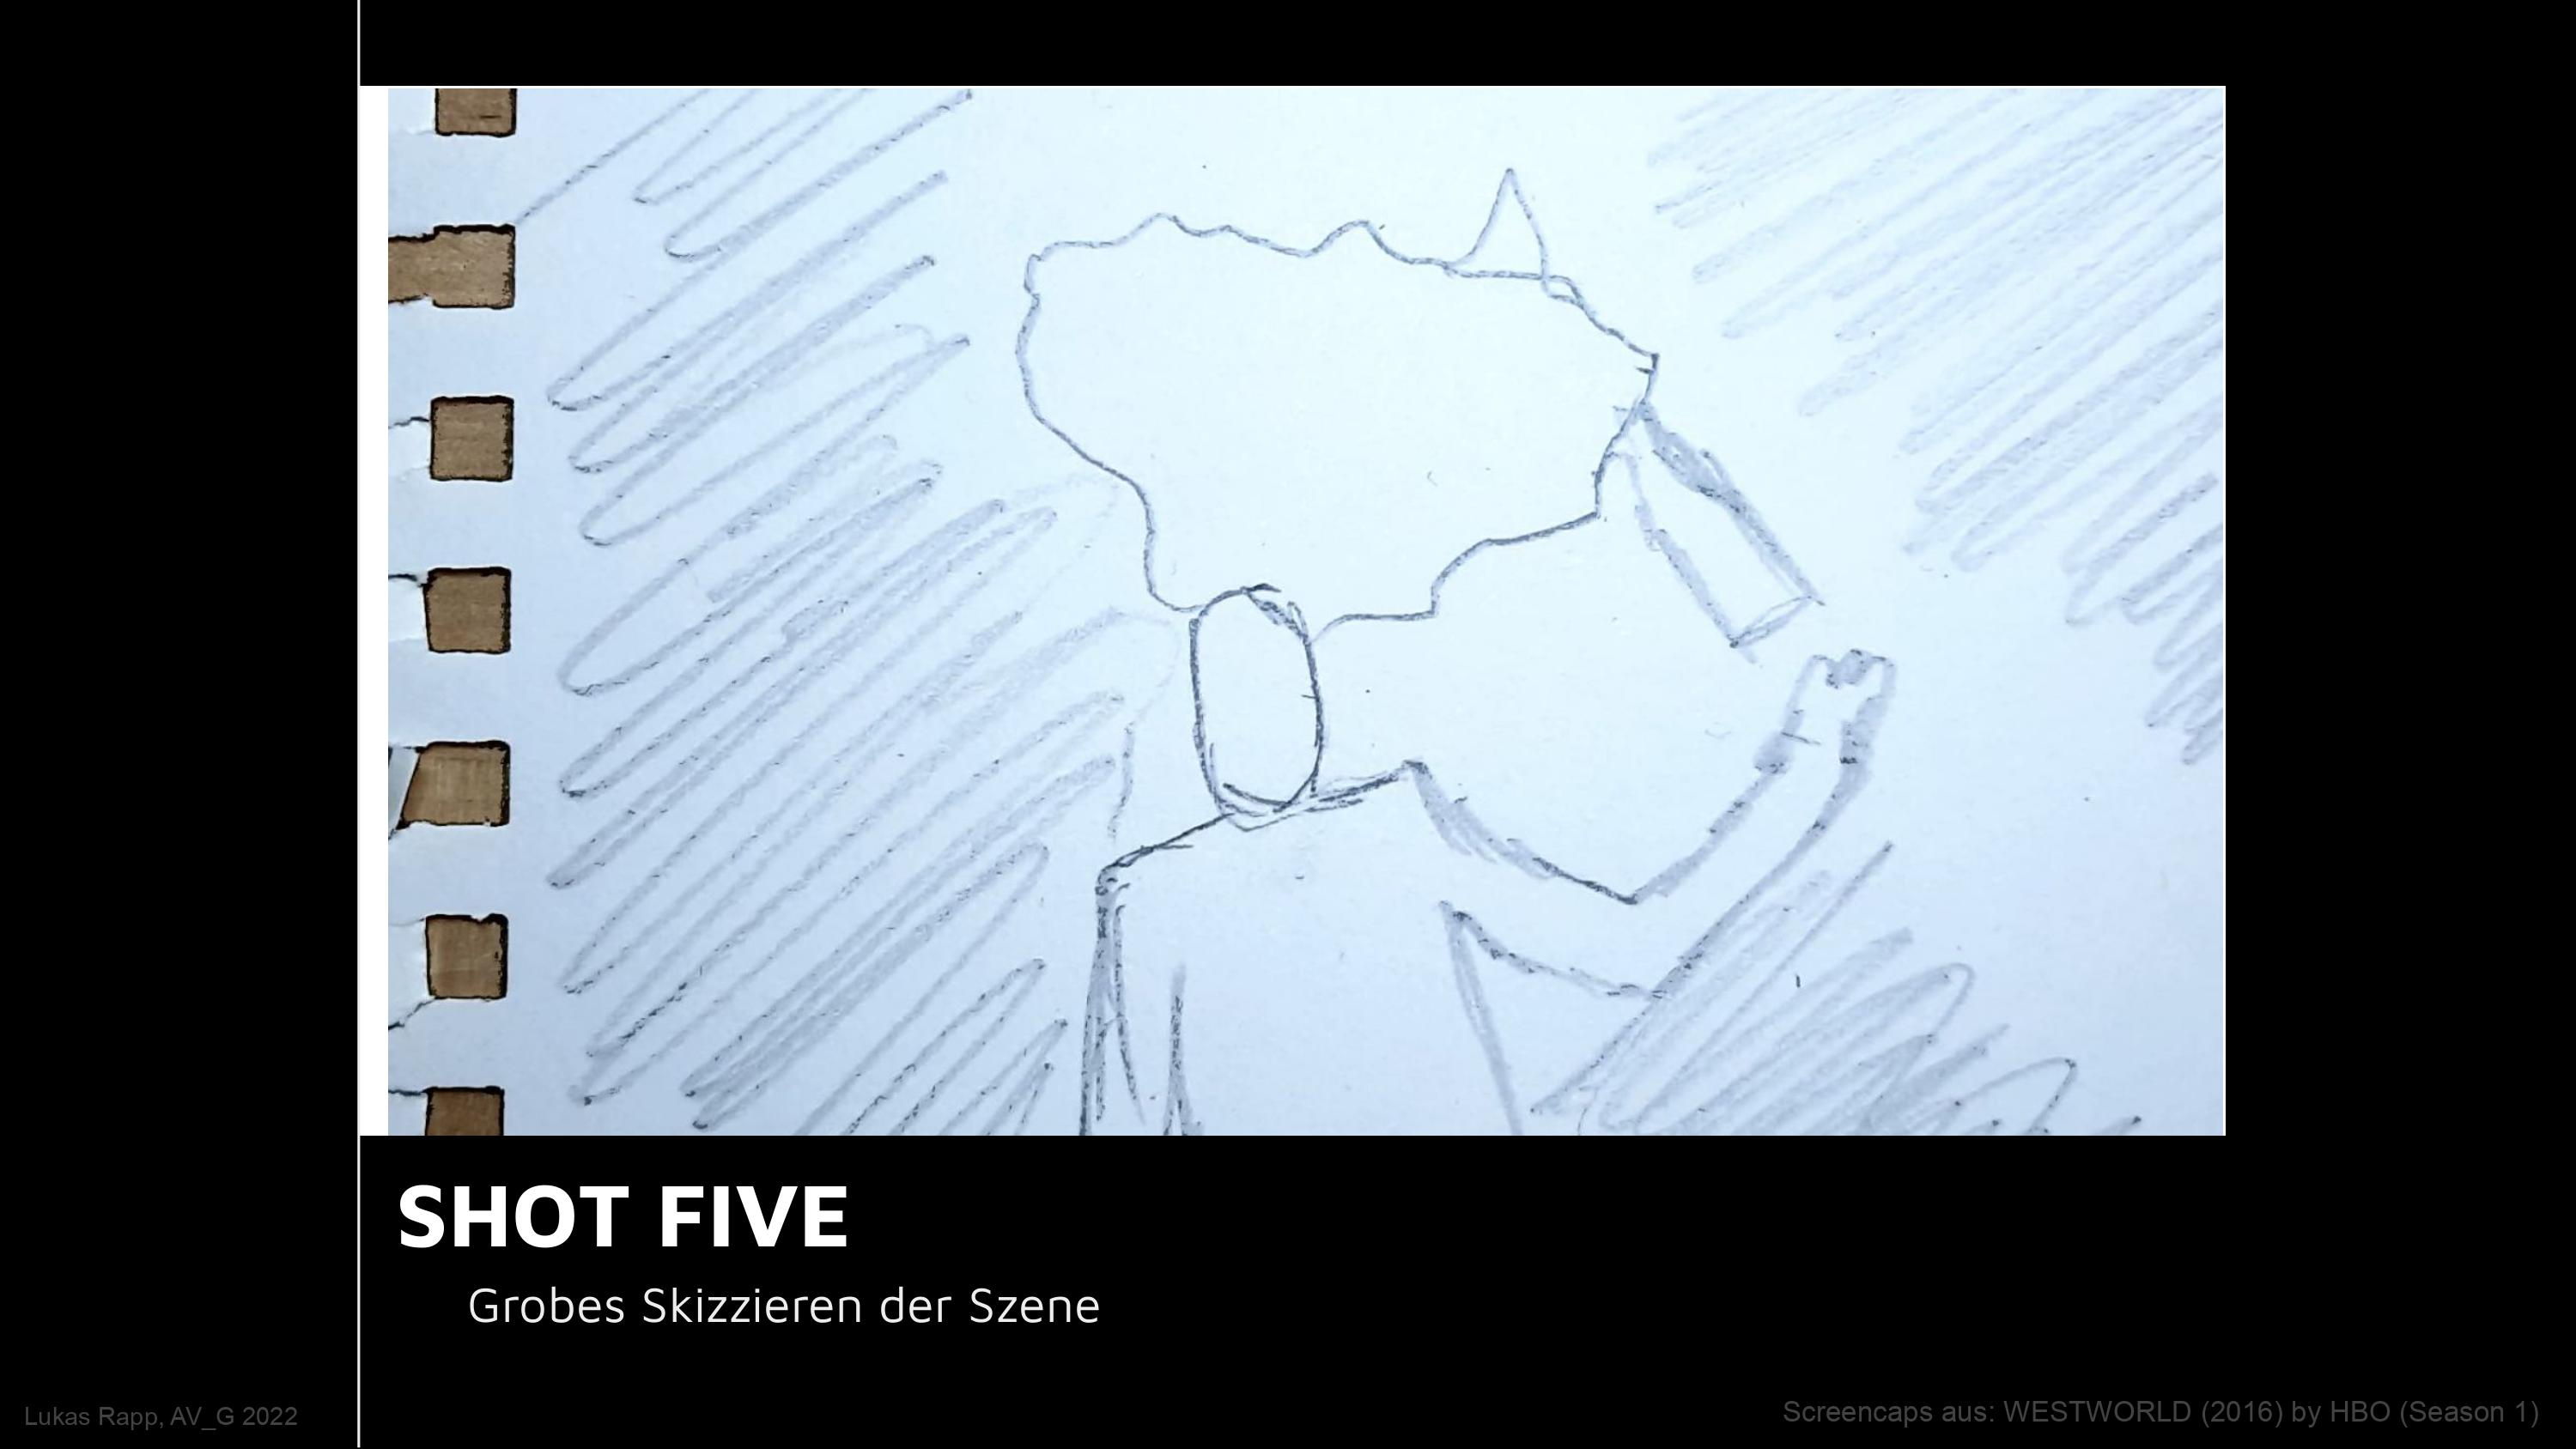 SHOT FIVE
Grobes Skizzieren der Szene
Lukas Rapp, AV_G 2022
Screencaps aus: WESTWORLD (2016) by HBO (Season 1)